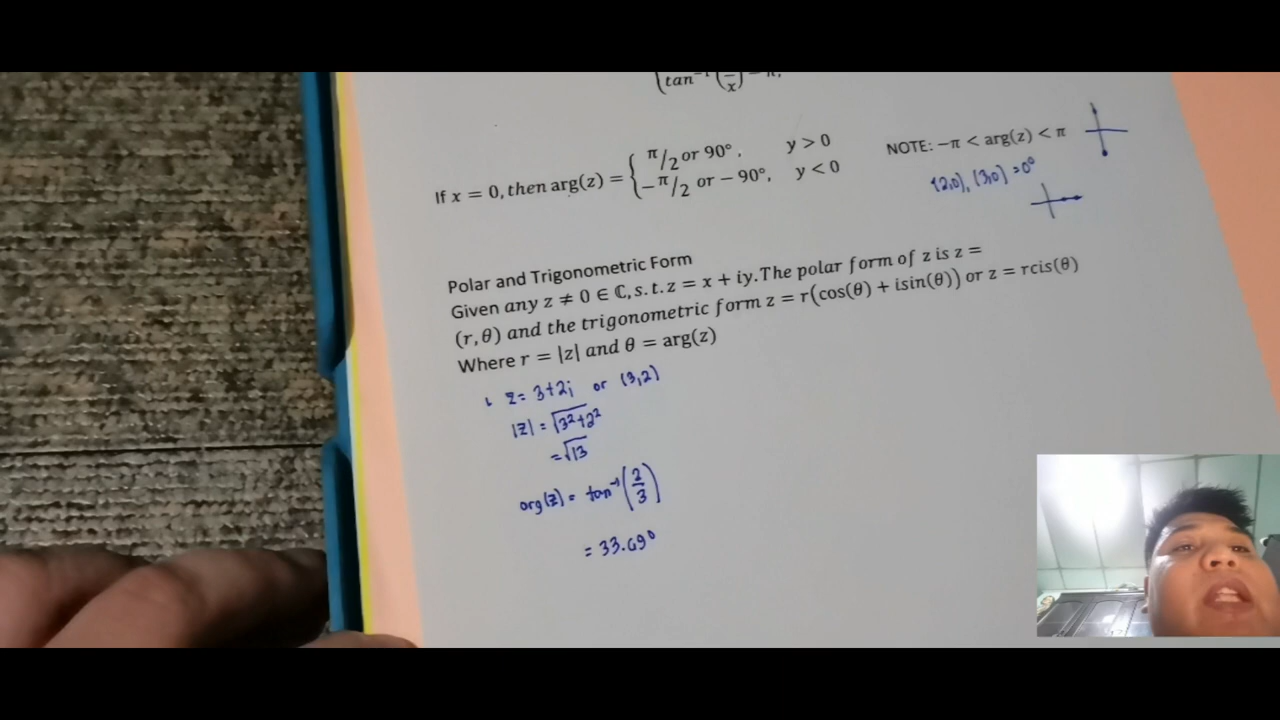 tan⁻¹(–/x) − π,
If x = 0, then arg(z) = { π/2 or 90°, y > 0
−π/2 or − 90°, y < 0
NOTE: −π < arg(z) < π
(2,0), (3,0) = 0°
Polar and Trigonometric Form
Given any z ≠ 0 ∈ ℂ, s.t. z = x + iy. The polar form of z is z =
(r, θ) and the trigonometric form z = r(cos(θ) + isin(θ)) or z = rcis(θ)
Where r = |z| and θ = arg(z)
z = 3+2i or (3,2)
|z| = √3²+2²
= √13
arg(z) = tan⁻¹(2/3)
= 33.69°